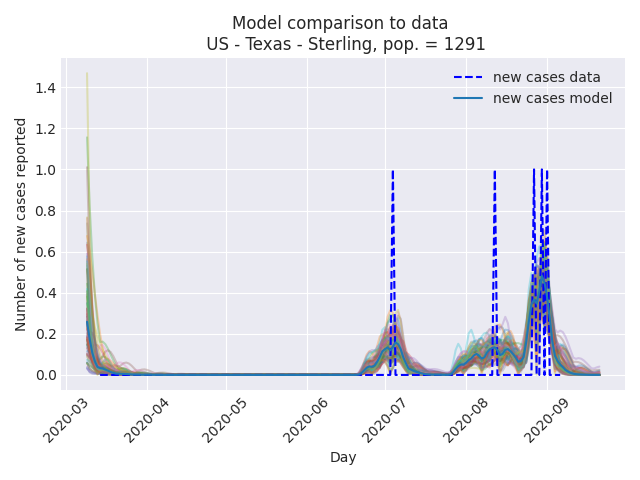 Model comparison to data
US - Texas - Sterling, pop. = 1291
new cases data
new cases model
Number of new cases reported
1.4
1.2
1.0
0.8
0.6
0.4
0.2
0.0
2020-03
2020-04
2020-05
2020-06
2020-07
2020-08
2020-09
Day